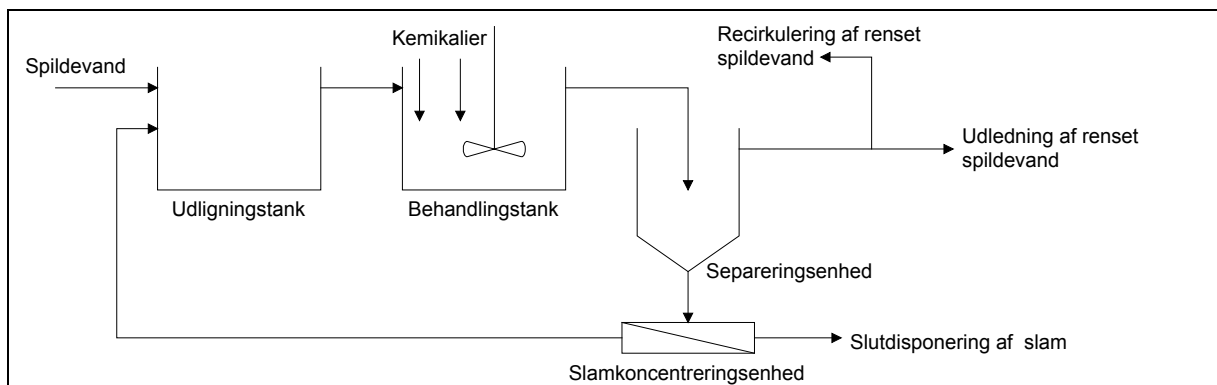 Spildevand
Kemikalier
Recirkulering af renset
spildevand
Udledning af renset
spildevand
Udligningstank
Behandlingstank
Separeringsenhed
Slutdisponering af slam
Slamkoncentreringsenhed